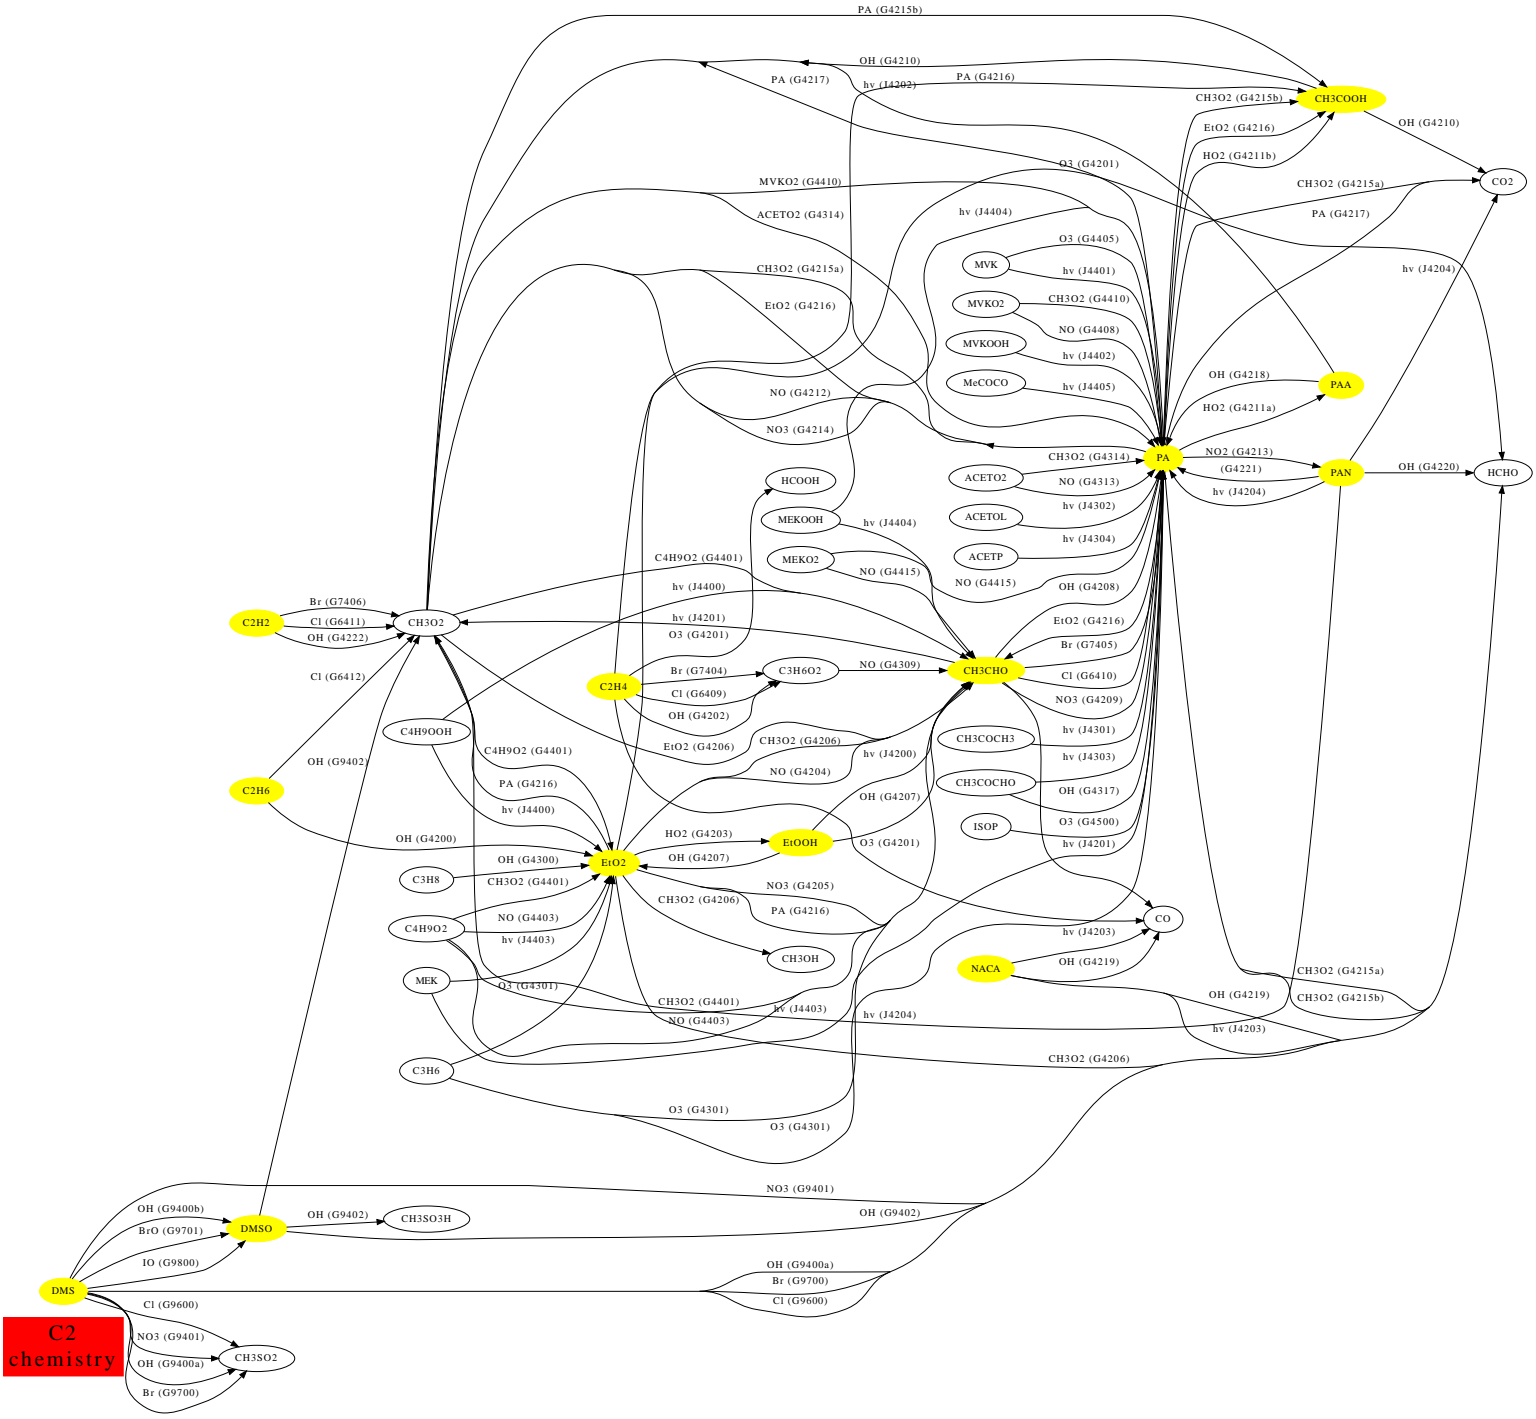 PA (G4215b)
OH (G4210)
PA (G4217)
hv (J4202)
PA (G4216)
CH3O2 (G4215b)
CH3COOH
OH (G4210)
EtO2 (G4216)
HO2 (G4211b)
O3 (G4201)
MVKO2 (G4410)
CH3O2 (G4215a)
CO2
ACETO2 (G4314)
hv (J4404)
PA (G4217)
O3 (G4405)
MVK
hv (J4401)
CH3O2 (G4215a)
hv (J4204)
EtO2 (G4216)
MVKO2
CH3O2 (G4410)
NO (G4408)
MVKOOH
hv (J4402)
OH (G4218)
PAA
MeCOCO
hv (J4405)
NO (G4212)
HO2 (G4211a)
NO3 (G4214)
CH3O2 (G4314)
PA
NO2 (G4213)
(G4221)
PAN
OH (G4220)
HCHO
HCOOH
ACETO2
NO (G4313)
hv (J4204)
ACETOL
hv (J4302)
MEKOOH
hv (J4404)
ACETP
hv (J4304)
C4H9O2 (G4401)
MEKO2
NO (G4415)
NO (G4415)
OH (G4208)
hv (J4400)
Br (G7406)
C2H2
Cl (G6411)
OH (G4222)
CH3O2
hv (J4201)
EtO2 (G4216)
O3 (G4201)
Br (G7405)
Cl (G6412)
C2H4
Br (G7404)
Cl (G6409)
OH (G4202)
C3H6O2
NO (G4309)
CH3CHO
Cl (G6410)
NO3 (G4209)
C4H9OOH
EtO2 (G4206)
CH3O2 (G4206)
hv (J4200)
CH3COCH3
hv (J4301)
C4H9O2 (G4401)
OH (G9402)
NO (G4204)
hv (J4303)
CH3COCHO
OH (G4317)
PA (G4216)
C2H6
OH (G4207)
hv (J4400)
ISOP
O3 (G4500)
OH (G4200)
HO2 (G4203)
EtOOH
O3 (G4201)
hv (J4201)
EtO2
OH (G4207)
OH (G4300)
C3H8
CH3O2 (G4401)
NO3 (G4205)
CH3O2 (G4206)
PA (G4216)
NO (G4403)
C4H9O2
hv (J4403)
CO
hv (J4203)
CH3OH
NACA
OH (G4219)
MEK
O3 (G4301)
CH3O2 (G4401)
hv (J4403)
NO (G4403)
hv (J4204)
CH3O2 (G4215a)
OH (G4219)
CH3O2 (G4215b)
hv (J4203)
CH3O2 (G4206)
C3H6
O3 (G4301)
O3 (G4301)
NO3 (G9401)
OH (G9400b)
BrO (G9701)
IO (G9800)
DMSO
OH (G9402)
CH3SO3H
OH (G9402)
OH (G9400a)
Br (G9700)
Cl (G9600)
DMS
Cl (G9600)
NO3 (G9401)
OH (G9400a)
Br (G9700)
CH3SO2
C2
chemistry